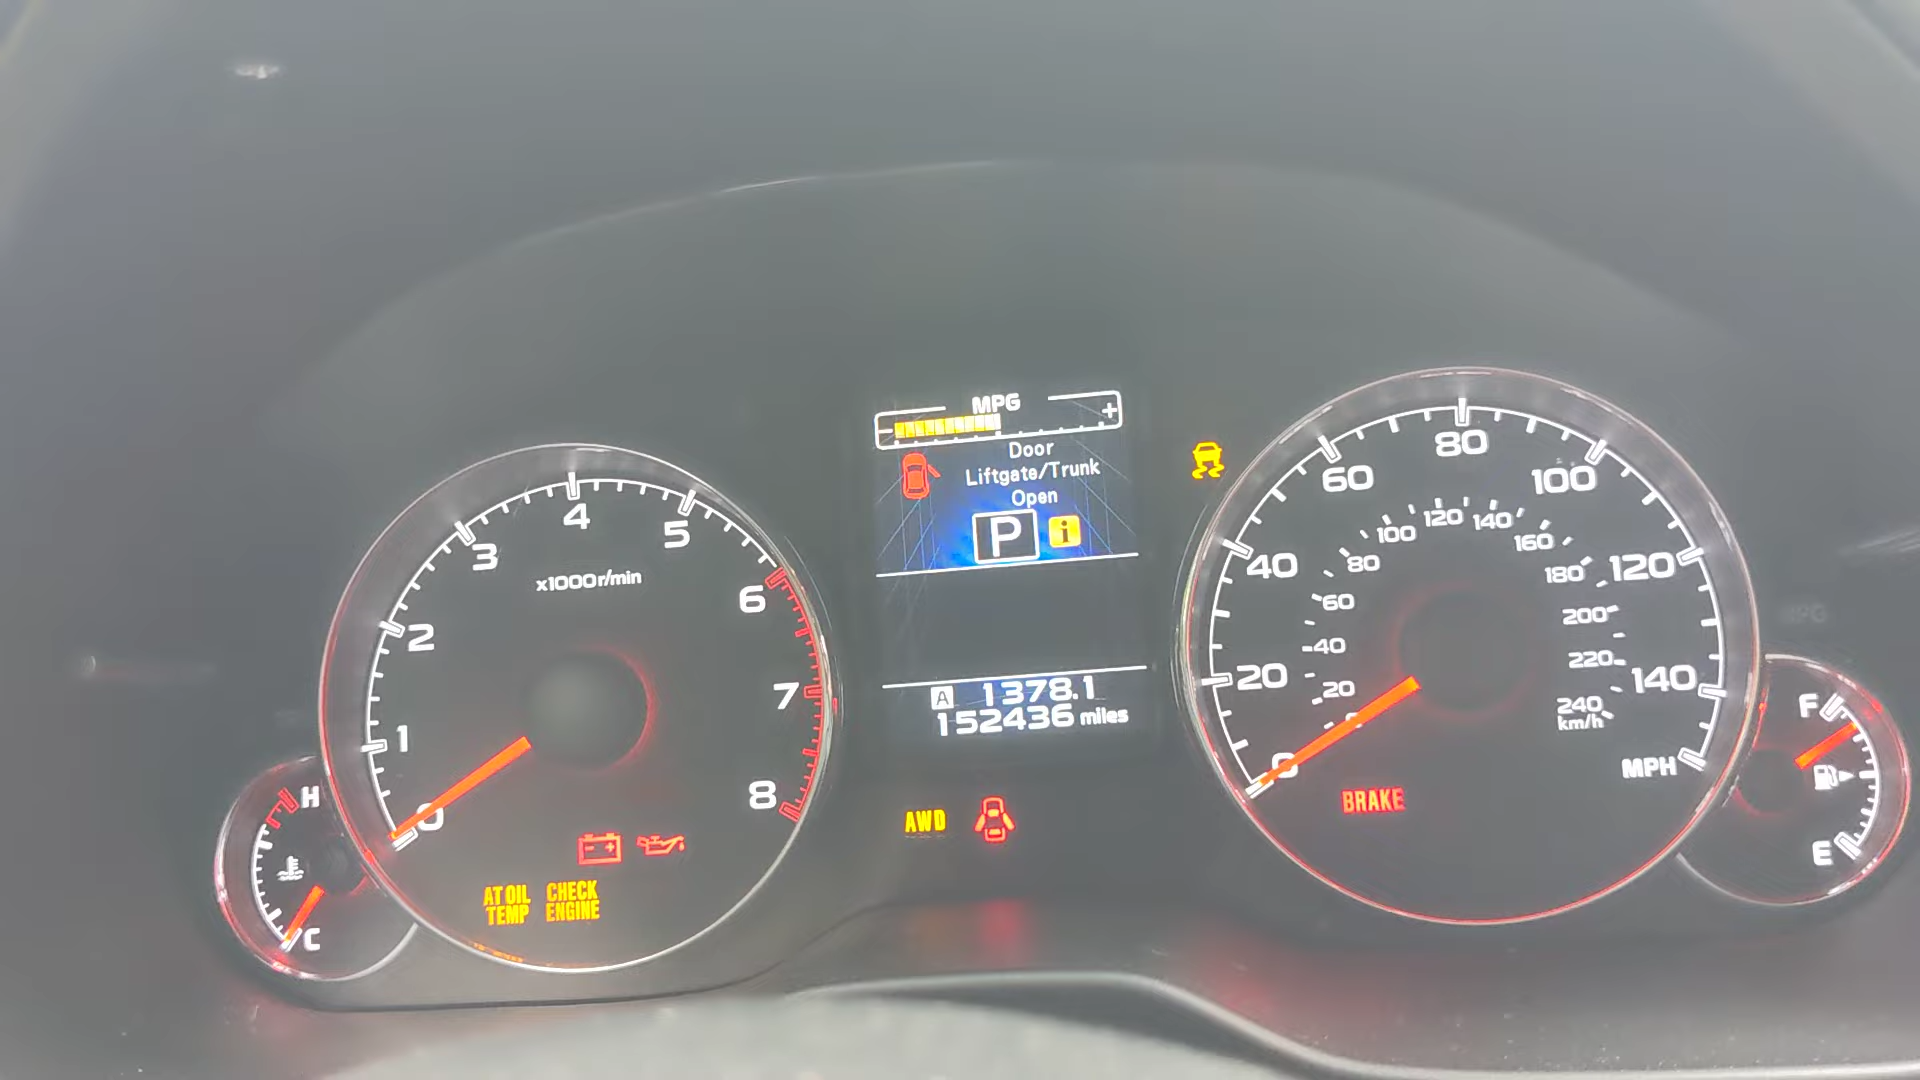 MPG
- +
Door
Liftgate/Trunk
Open
P i
A 1378.1
152436 miles
AWD
0 1 2 3 4 5 6 7 8
x1000r/min
AT OIL TEMP
CHECK ENGINE
H
C
0 20 40 60 80 100 120 140
MPH
20 40 60 80 100 120 140 160 180 200 220 240
km/h
BRAKE
F
E